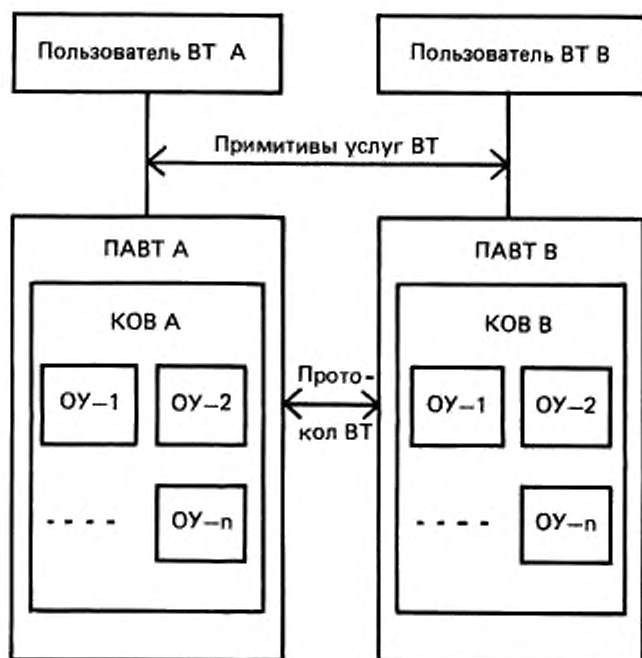 Пользователь ВТ А
Пользователь ВТ В
Примитивы услуг ВТ
ПАВТ А
ПАВТ В
КОВ А
КОВ В
ОУ—1
ОУ—2
Прото-
кол ВТ
ОУ—1
ОУ—2
- - - -
ОУ—n
- - - -
ОУ—n